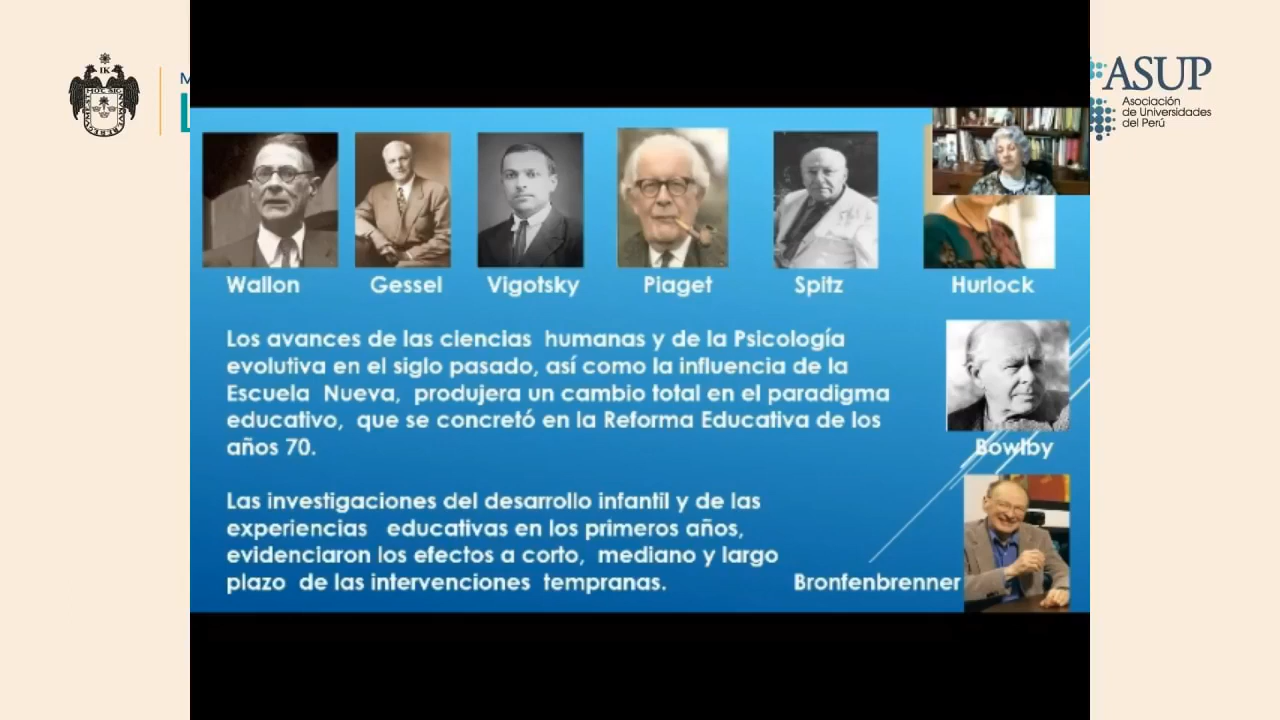 IK
M
L
ASUP
Asociación
de Universidades
del Perú
Wallon
Gessel
Vigotsky
Piaget
Spitz
Hurlock
Los avances de las ciencias humanas y de la Psicología
evolutiva en el siglo pasado, así como la influencia de la
Escuela Nueva, produjera un cambio total en el paradigma
educativo, que se concretó en la Reforma Educativa de los
años 70.
Bowlby
Las investigaciones del desarrollo infantil y de las
experiencias educativas en los primeros años,
evidenciaron los efectos a corto, mediano y largo
plazo de las intervenciones tempranas.
Bronfenbrenner